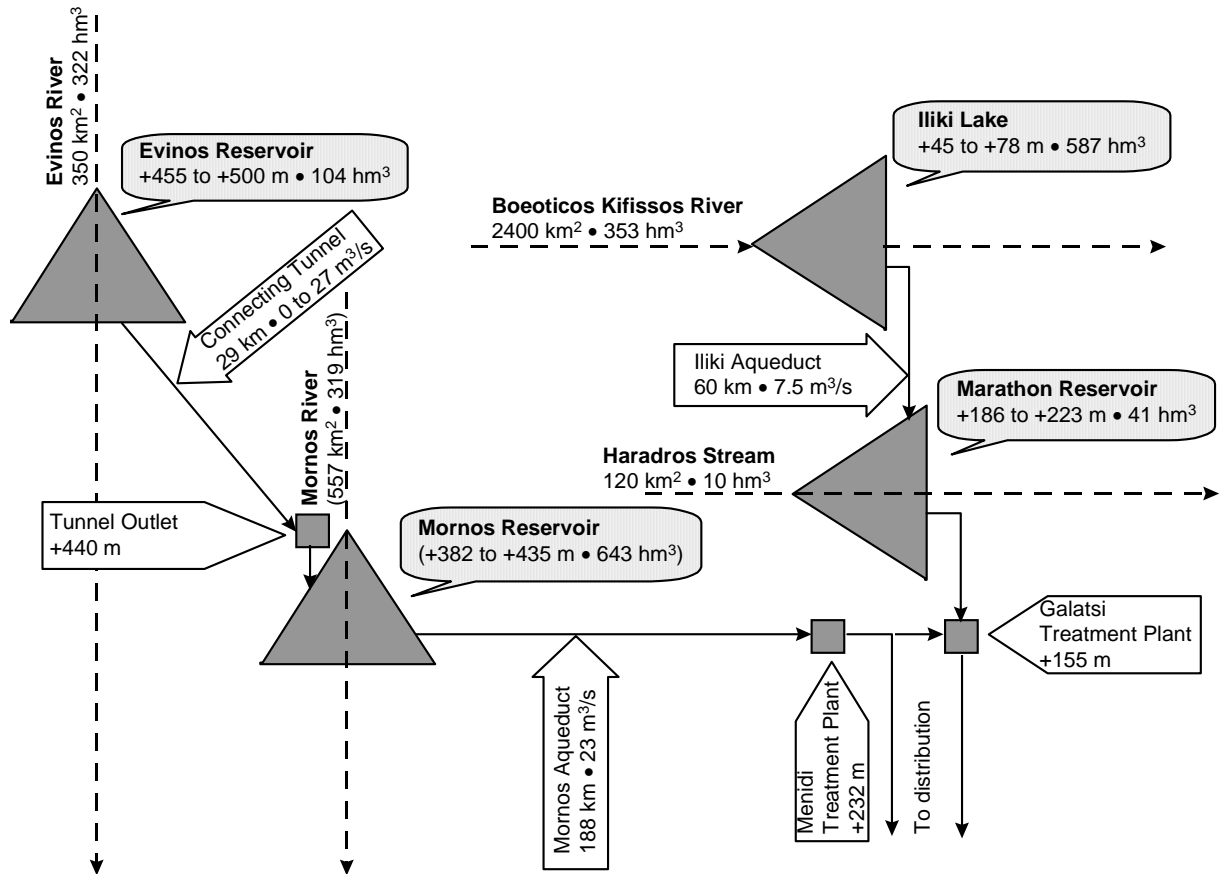 Evinos River
350 km² • 322 hm³
Evinos Reservoir
+455 to +500 m • 104 hm³
Iliki Lake
+45 to +78 m • 587 hm³
Boeoticos Kifissos River
2400 km² • 353 hm³
Connecting Tunnel
29 km • 0 to 27 m³/s
Mornos River
(557 km² • 319 hm³)
Iliki Aqueduct
60 km • 7.5 m³/s
Marathon Reservoir
+186 to +223 m • 41 hm³
Haradros Stream
120 km² • 10 hm³
Tunnel Outlet
+440 m
Mornos Reservoir
(+382 to +435 m • 643 hm³)
Galatsi
Treatment Plant
+155 m
Mornos Aqueduct
188 km • 23 m³/s
Menidi
Treatment Plant
+232 m
To distribution